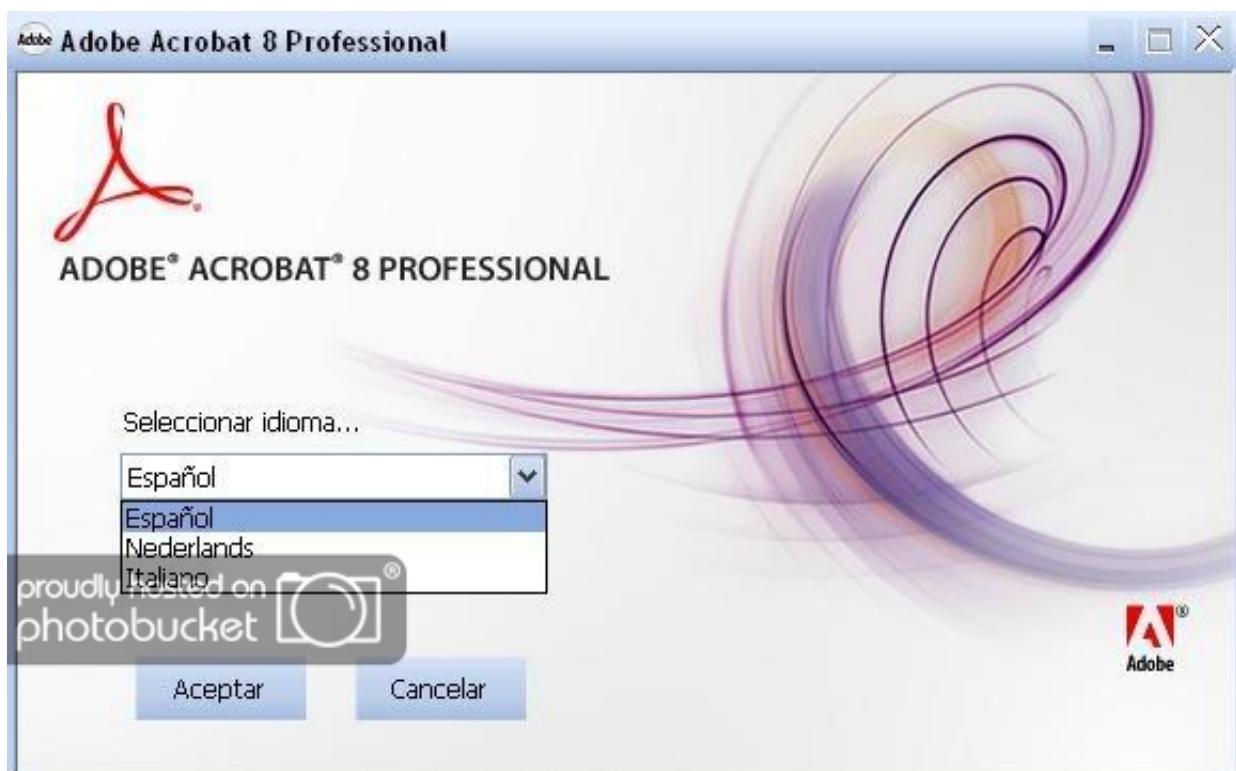 Adobe Adobe Acrobat 8 Professional
ADOBE® ACROBAT® 8 PROFESSIONAL
Seleccionar idioma...
Español
Español
Nederlands
Italiano
proudly hosted on
photobucket ®
Adobe
Aceptar Cancelar